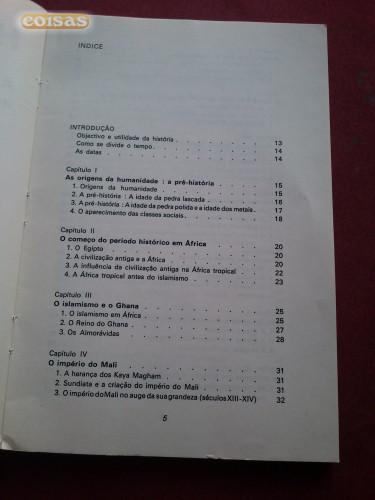 coisas
INDICE
INTRODUÇÃO
Objectivo e utilidade da história . . . . . . . 13
Como se divide o tempo . . . . . . . 14
As datas . . . . . . . 14
Capítulo I
As origens da humanidade : a pré-história . . . . . 15
1. Origens da humanidade . . . . . . . 15
2. A pré-história : A idade da pedra lascada . . . . . 16
3. A pré-história : A idade da pedra polida e a idade dos metais . 17
4. O aparecimento das classes sociais . . . . . . 18
Capítulo II
O começo do período histórico em África . . . . . 20
1. O Egipto . . . . . . . 20
2. A civilização antiga e a África . . . . . . 20
3. A influência da civilização antiga na África tropical . . . 22
4. A África tropical antes do islamismo . . . . . 23
Capítulo III
O islamismo e o Ghana . . . . . . . 25
1. O islamismo em África . . . . . . . 25
2. O Reino do Ghana . . . . . . . 27
3. Os Almorávidas . . . . . . . 28
Capítulo IV
O império do Mali . . . . . . . 31
1. A harança dos Kaya Magham . . . . . . 31
2. Sundiata e a criação do império do Mali . . . . . 31
3. O império do Mali no auge da sua grandeza (séculos XIII-XIV) 32
5